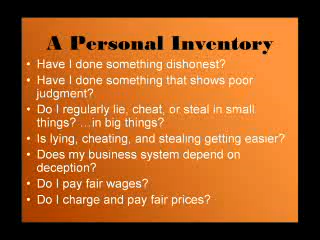 A Personal Inventory
• Have I done something dishonest?
• Have I done something that shows poor
judgment?
• Do I regularly lie, cheat, or steal in small
things? …in big things?
• Is lying, cheating, and stealing getting easier?
• Does my business system depend on
deception?
• Do I pay fair wages?
• Do I charge and pay fair prices?